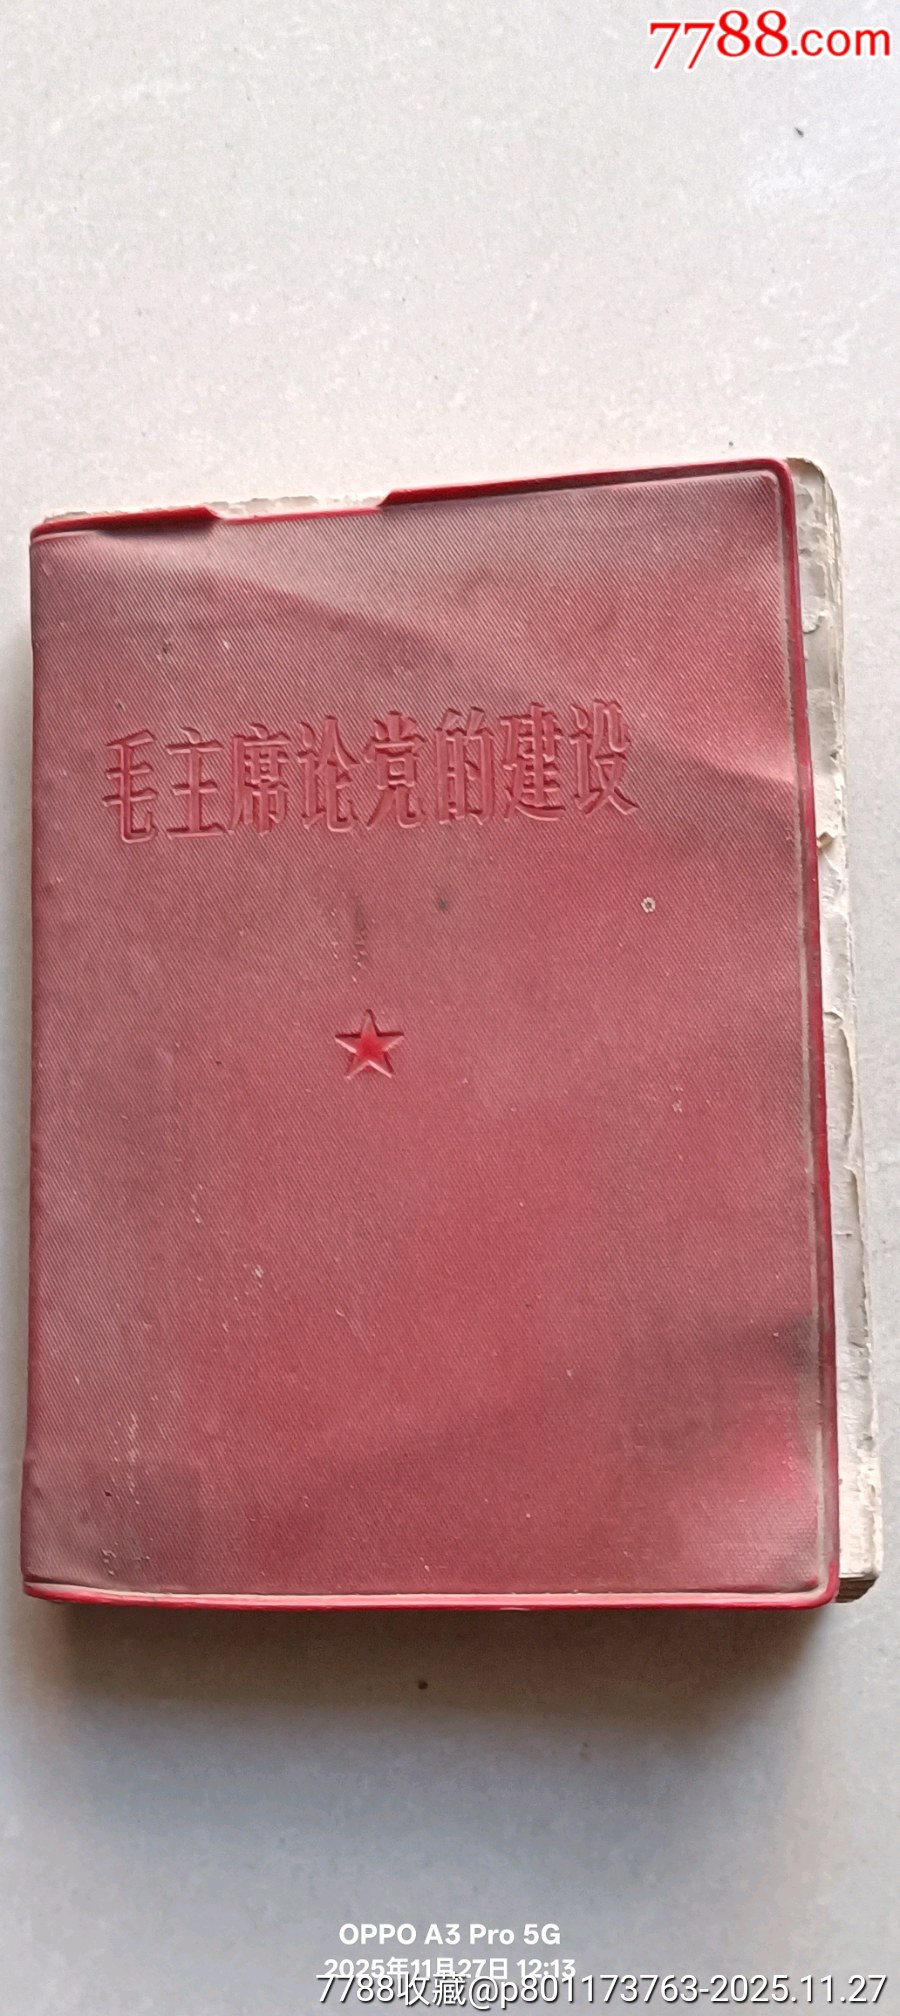 7788.com
毛主席论党的建设
OPPO A3 Pro 5G
2025年11月27日 12:13
7788收藏@p801173763-2025.11.27